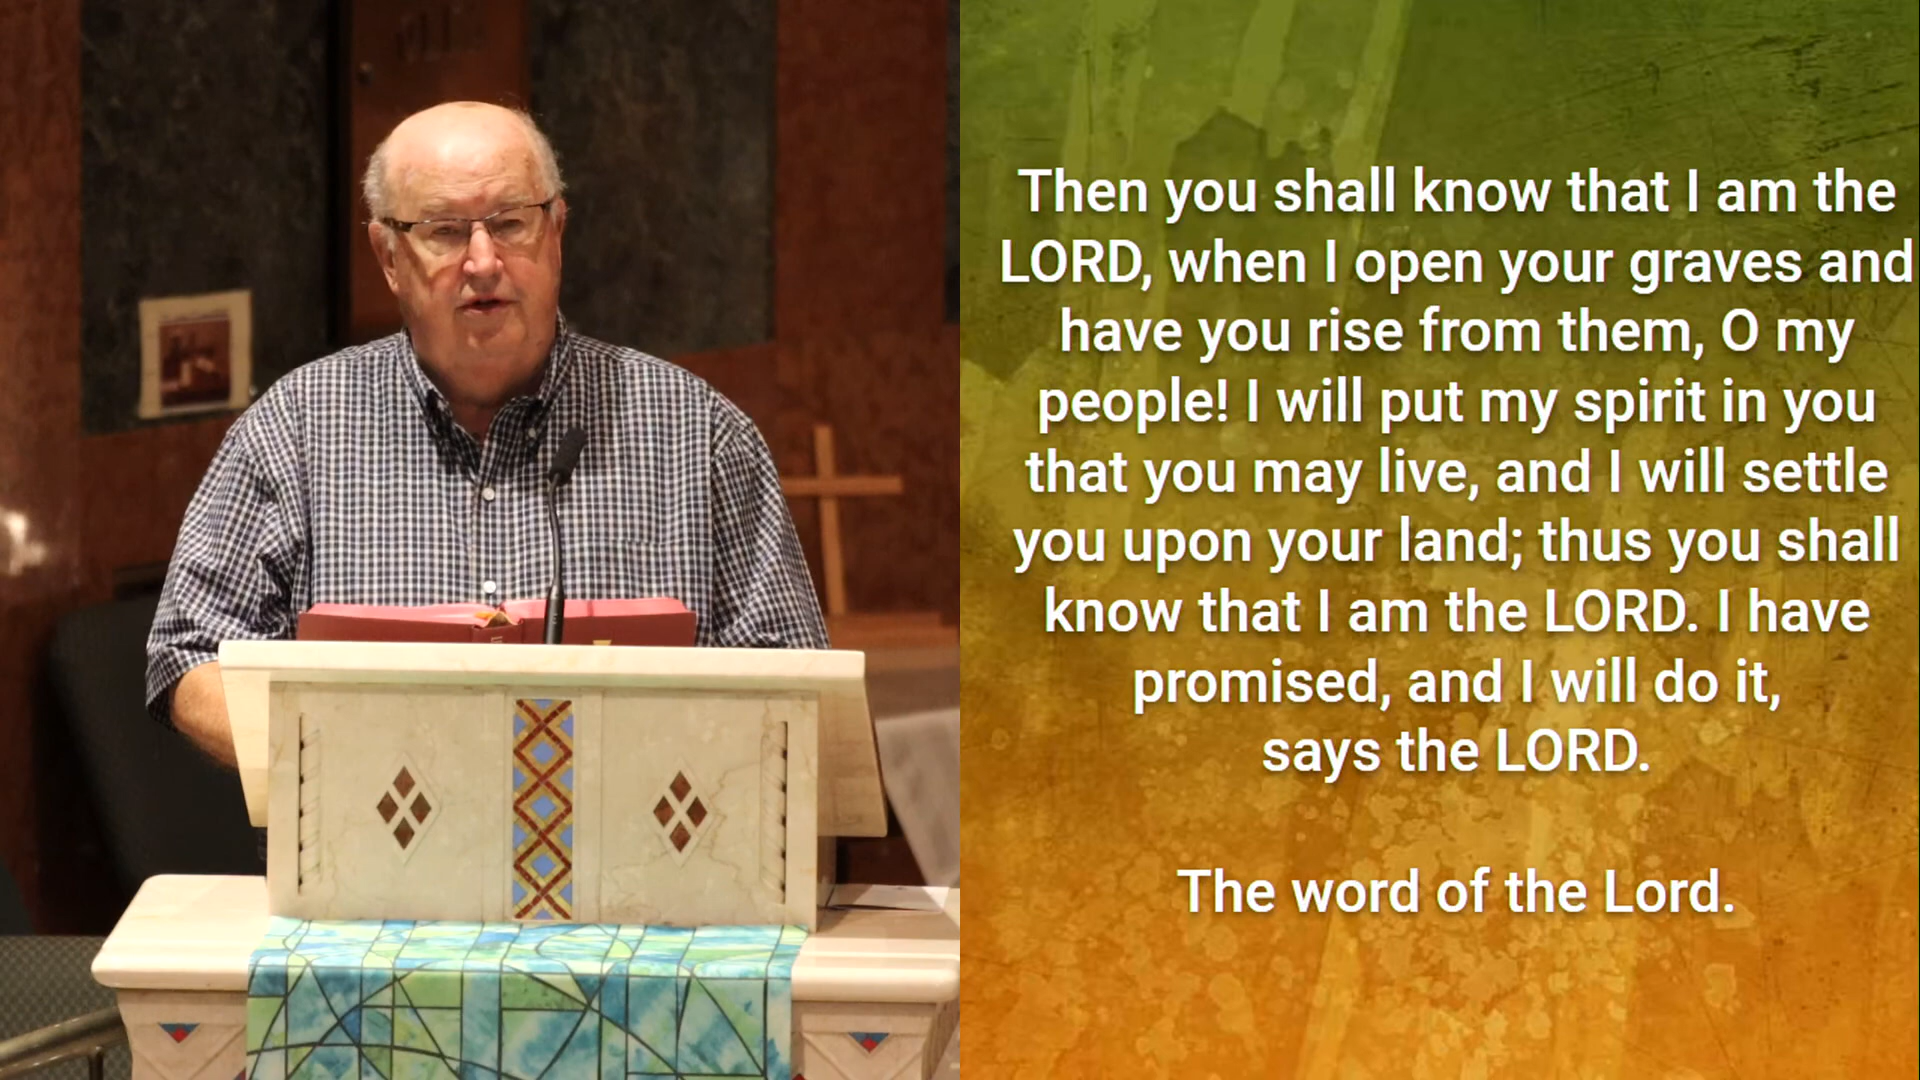 Then you shall know that I am the
LORD, when I open your graves and
have you rise from them, O my
people! I will put my spirit in you
that you may live, and I will settle
you upon your land; thus you shall
know that I am the LORD. I have
promised, and I will do it,
says the LORD.
The word of the Lord.